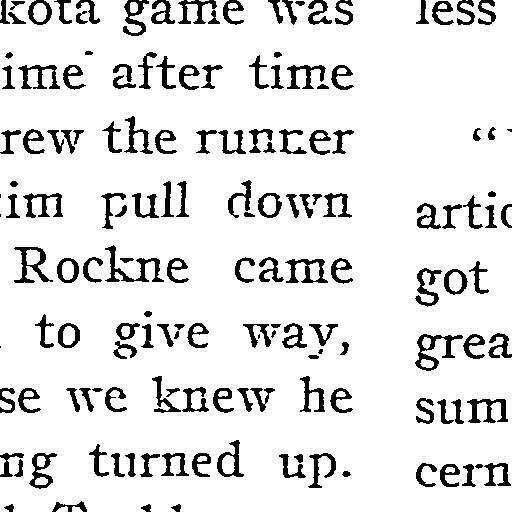 kota game was
ime after time
rew the runner
im pull down
Rockne came
to give way,
se we knew he
ng turned up.
less
"
artic
got
grea
sum
cern